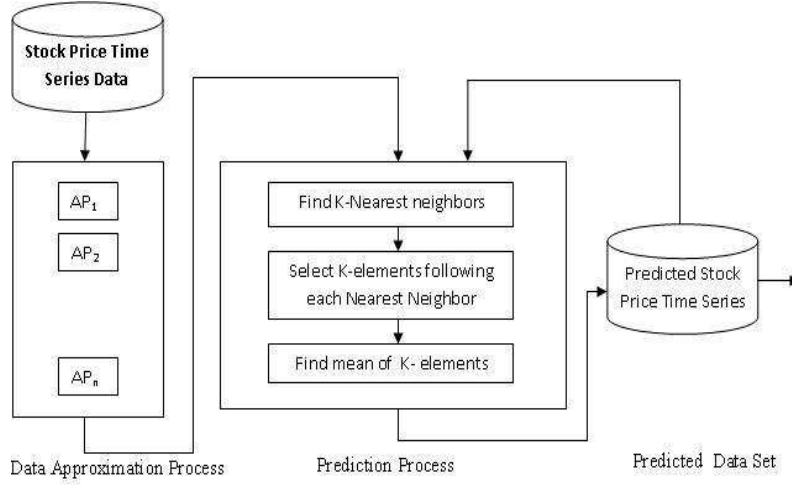 Stock Price Time
Series Data
AP1
AP2
APn
Find K-Nearest neighbors
Select K-elements following
each Nearest Neighbor
Find mean of K- elements
Predicted Stock
Price Time Series
Data Approximation Process
Prediction Process
Predicted Data Set